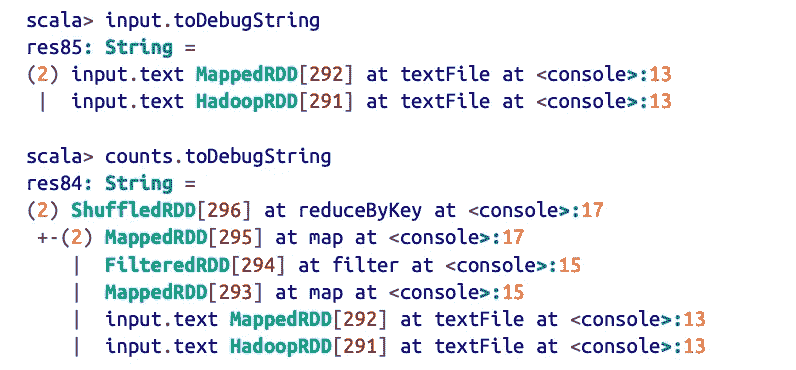 scala> input.toDebugString
res85: String =
(2) input.text MappedRDD[292] at textFile at <console>:13
 |  input.text HadoopRDD[291] at textFile at <console>:13

scala> counts.toDebugString
res84: String =
(2) ShuffledRDD[296] at reduceByKey at <console>:17
 +-(2) MappedRDD[295] at map at <console>:17
    |  FilteredRDD[294] at filter at <console>:15
    |  MappedRDD[293] at map at <console>:15
    |  input.text MappedRDD[292] at textFile at <console>:13
    |  input.text HadoopRDD[291] at textFile at <console>:13